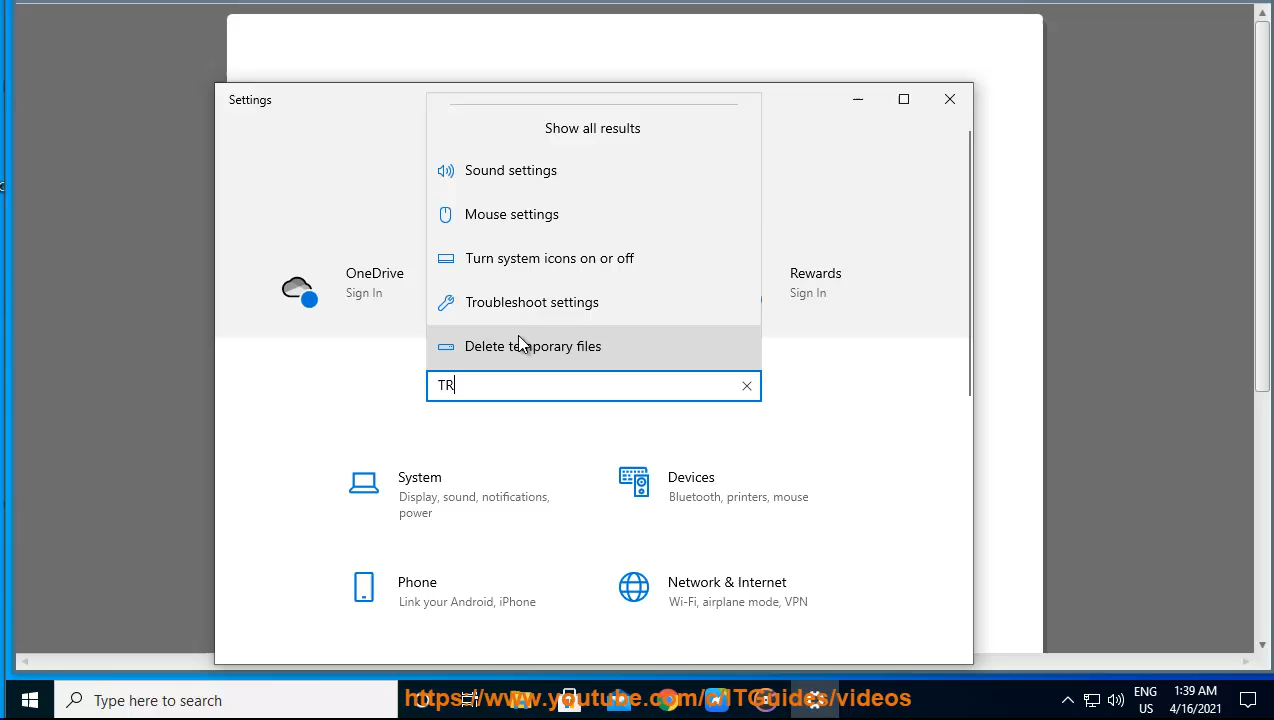 Settings
Show all results
Sound settings
Mouse settings
Turn system icons on or off
Troubleshoot settings
Delete temporary files
TR
OneDrive
Sign In
Rewards
Sign In
System
Display, sound, notifications,
power
Devices
Bluetooth, printers, mouse
Phone
Link your Android, iPhone
Network & Internet
Wi-Fi, airplane mode, VPN
Type here to search
https://www.youtube.com/c/ITGuides/videos
ENG
US
1:39 AM
4/16/2021